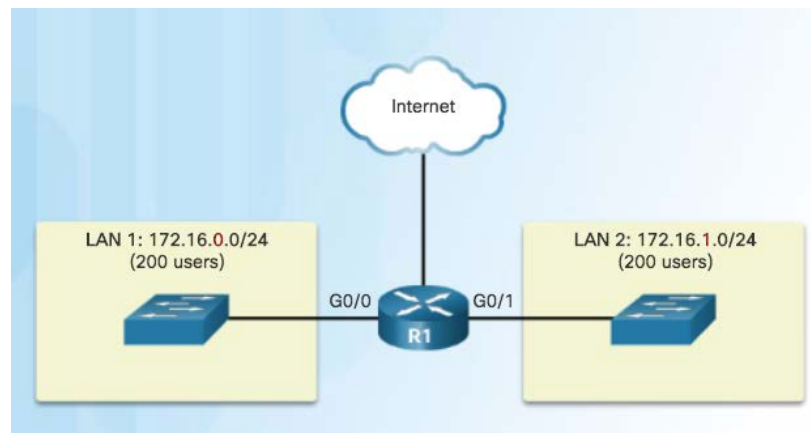 Internet
LAN 1: 172.16.0.0/24
(200 users)
LAN 2: 172.16.1.0/24
(200 users)
G0/0
G0/1
R1